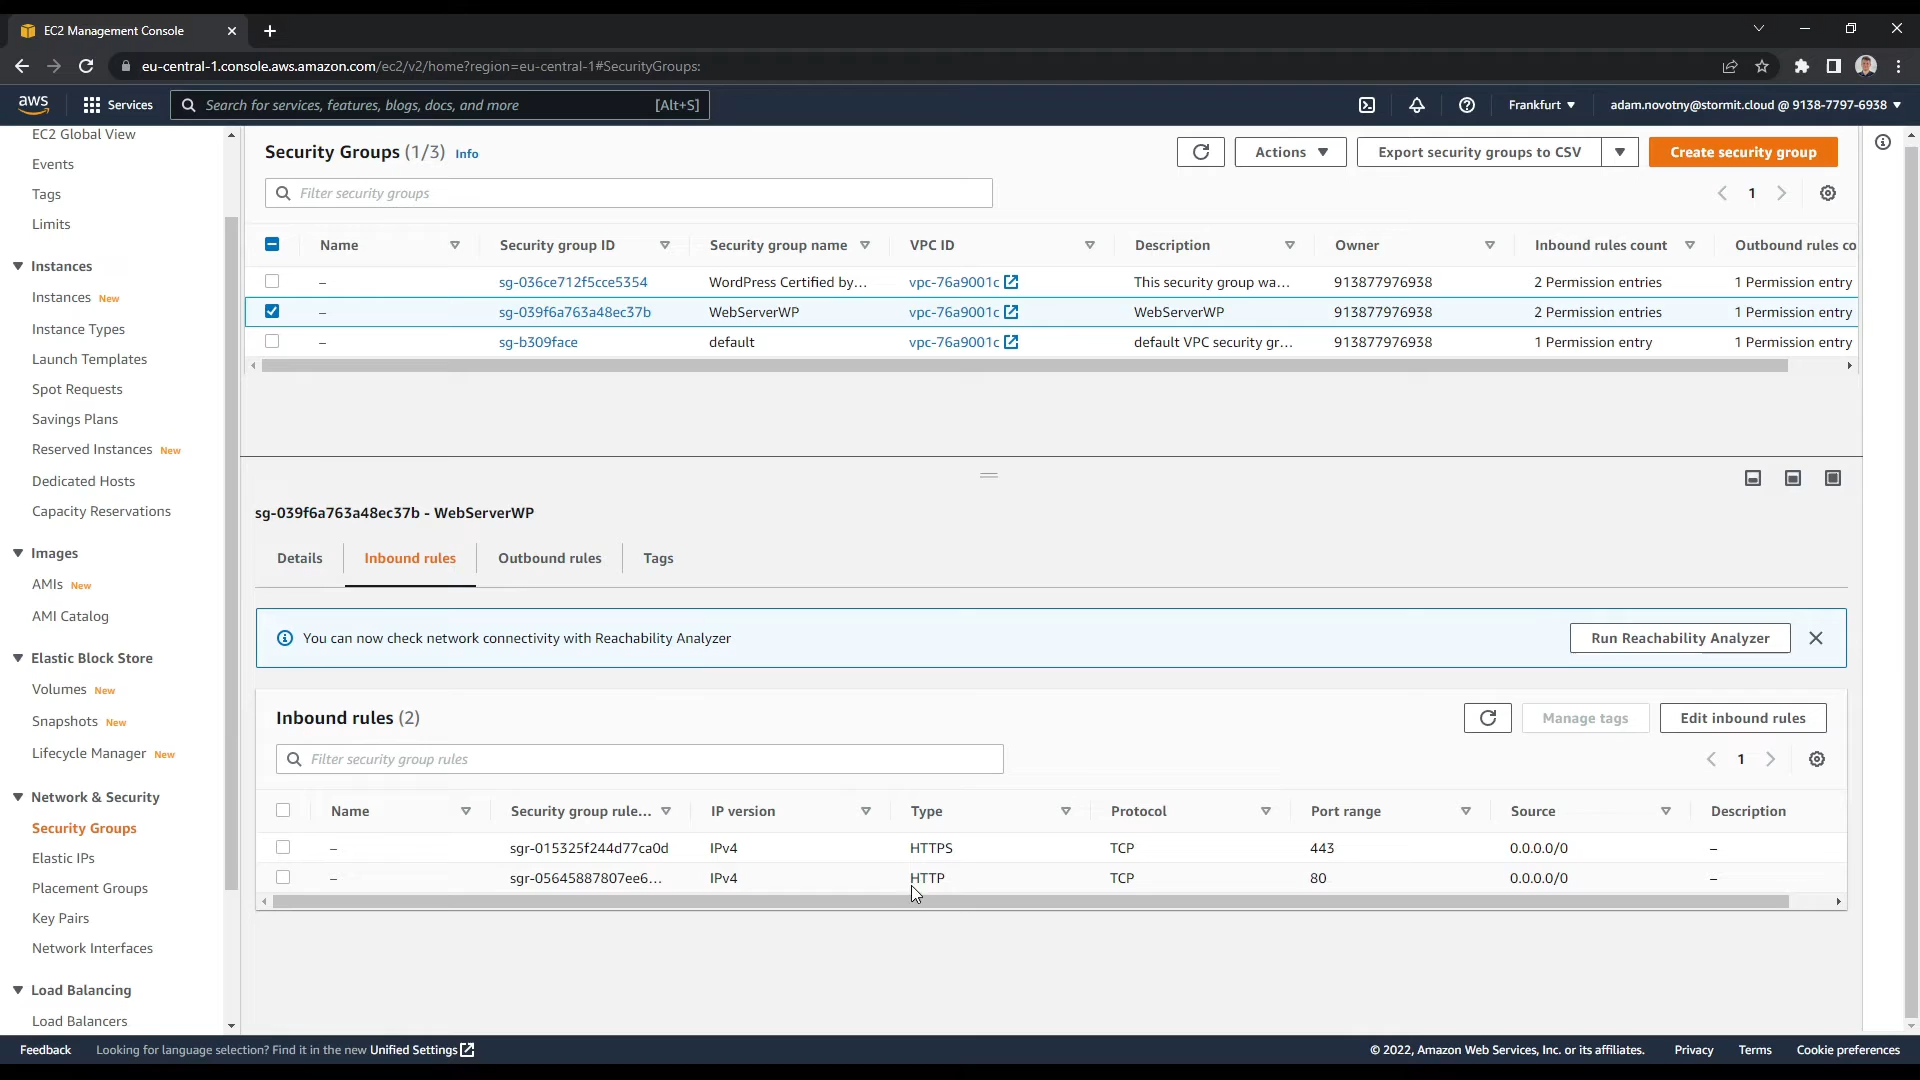 EC2 Management Console
eu-central-1.console.aws.amazon.com/ec2/v2/home?region=eu-central-1#SecurityGroups:
aws
Services
Search for services, features, blogs, docs, and more
[Alt+S]
Frankfurt
adam.novotny@stormit.cloud @ 9138-7797-6938
EC2 Global View
Events
Tags
Limits
Instances
Instances New
Instance Types
Launch Templates
Spot Requests
Savings Plans
Reserved Instances New
Dedicated Hosts
Capacity Reservations
Images
AMIs New
AMI Catalog
Elastic Block Store
Volumes New
Snapshots New
Lifecycle Manager New
Network & Security
Security Groups
Elastic IPs
Placement Groups
Key Pairs
Network Interfaces
Load Balancing
Load Balancers
Security Groups (1/3) Info
Actions
Export security groups to CSV
Create security group
Filter security groups
1
Name Security group ID Security group name VPC ID Description Owner Inbound rules count Outbound rules co
– sg-036ce712f5cce5354 WordPress Certified by... vpc-76a9001c This security group wa... 913877976938 2 Permission entries 1 Permission entry
– sg-039f6a763a48ec37b WebServerWP vpc-76a9001c WebServerWP 913877976938 2 Permission entries 1 Permission entry
– sg-b309face default vpc-76a9001c default VPC security gr... 913877976938 1 Permission entry 1 Permission entry
sg-039f6a763a48ec37b - WebServerWP
Details Inbound rules Outbound rules Tags
You can now check network connectivity with Reachability Analyzer
Run Reachability Analyzer
Inbound rules (2)
Manage tags
Edit inbound rules
Filter security group rules
1
Name Security group rule... IP version Type Protocol Port range Source Description
– sgr-015325f244d77ca0d IPv4 HTTPS TCP 443 0.0.0.0/0 –
– sgr-05645887807ee6... IPv4 HTTP TCP 80 0.0.0.0/0 –
Feedback
Looking for language selection? Find it in the new Unified Settings
© 2022, Amazon Web Services, Inc. or its affiliates.
Privacy
Terms
Cookie preferences